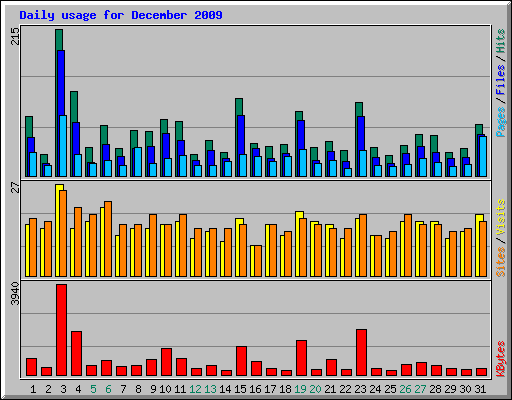 Daily usage for December 2009
215
Pages / Files / Hits
27
Sites / Visits
3940
KBytes
1 2 3 4 5 6 7 8 9 10 11 12 13 14 15 16 17 18 19 20 21 22 23 24 25 26 27 28 29 30 31